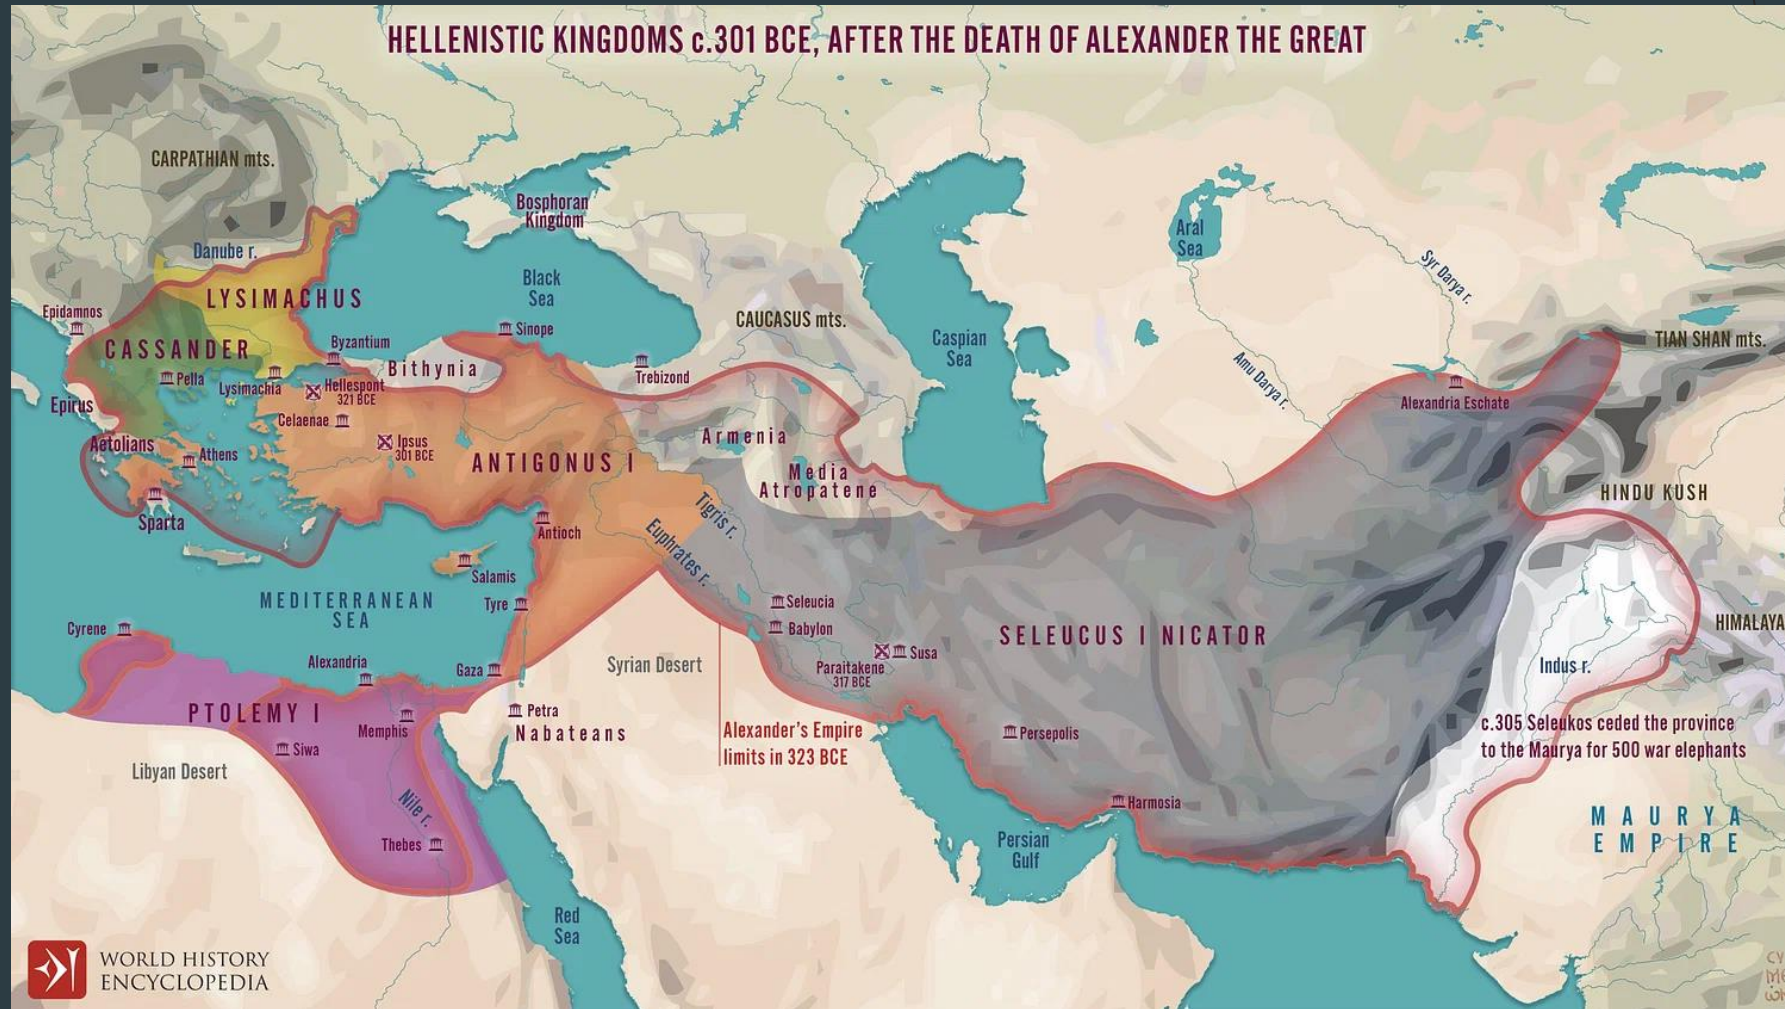 HELLENISTIC KINGDOMS c.301 BCE, AFTER THE DEATH OF ALEXANDER THE GREAT
CARPATHIAN mts.
Danube r.
LYSIMACHUS
Epidamnos
CASSANDER
Pella
Lysimachia
Byzantium
Bithynia
Hellespont
321 BCE
Epirus
Celaenae
Aetolians
Athens
Ipsus
301 BCE
Sparta
ANTIGONUS I
Bosphoran
Kingdom
Black
Sea
Sinope
Trebizond
CAUCASUS mts.
Caspian
Sea
Aral
Sea
Syr Darya r.
Amu Darya r.
TIAN SHAN mts.
Alexandria Eschate
HINDU KUSH
HIMALAYA
Armenia
Media
Atropatene
Tigris r.
Euphrates r.
Antioch
Salamis
Tyre
MEDITERRANEAN
SEA
Cyrene
Alexandria
Gaza
Syrian Desert
Seleucia
Babylon
Susa
Paraitakene
317 BCE
SELEUCUS I NICATOR
Indus r.
PTOLEMY I
Memphis
Siwa
Petra
Nabateans
Alexander's Empire
limits in 323 BCE
Persepolis
c.305 Seleukos ceded the province
to the Maurya for 500 war elephants
Libyan Desert
Nile r.
Thebes
Harmosia
Persian
Gulf
MAURYA
EMPIRE
Red
Sea
WORLD HISTORY
ENCYCLOPEDIA